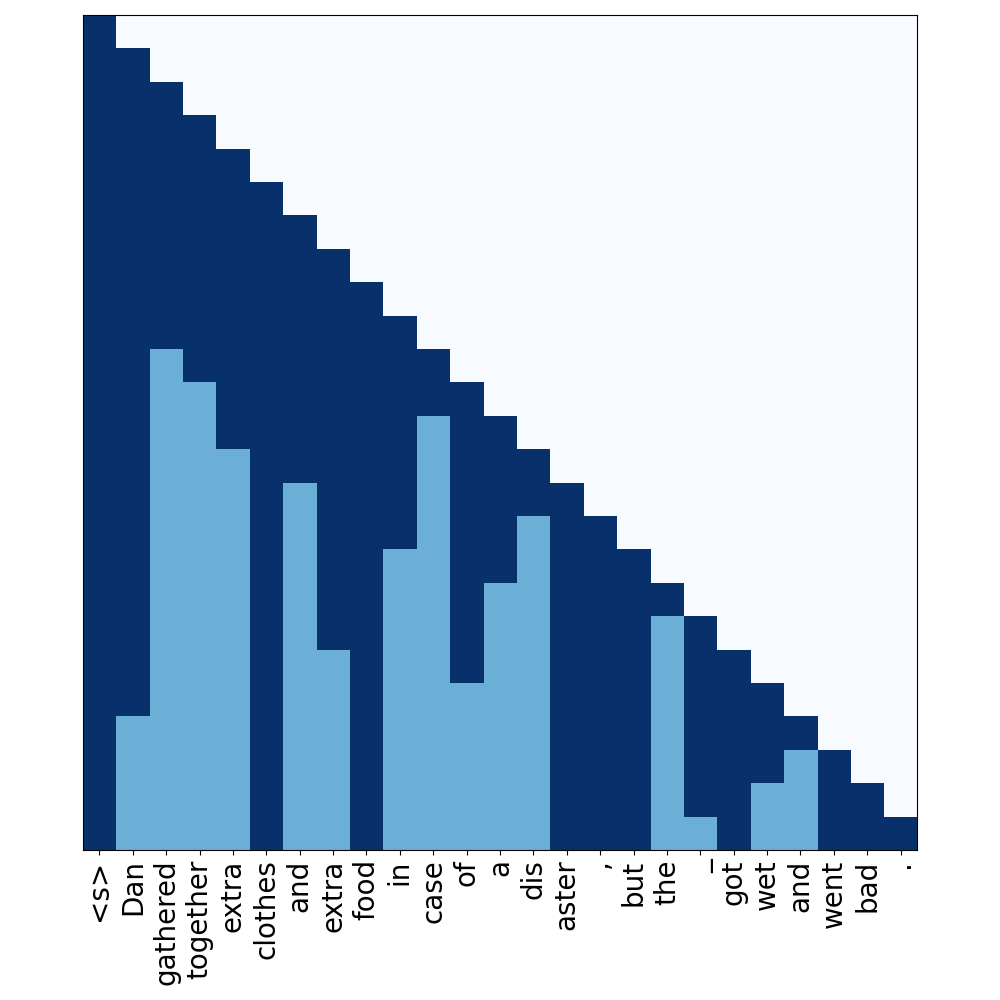 <s>
Dan
gathered
together
extra
clothes
and
extra
food
in
case
of
a
dis
aster
,
but
the
_
got
wet
and
went
bad
.